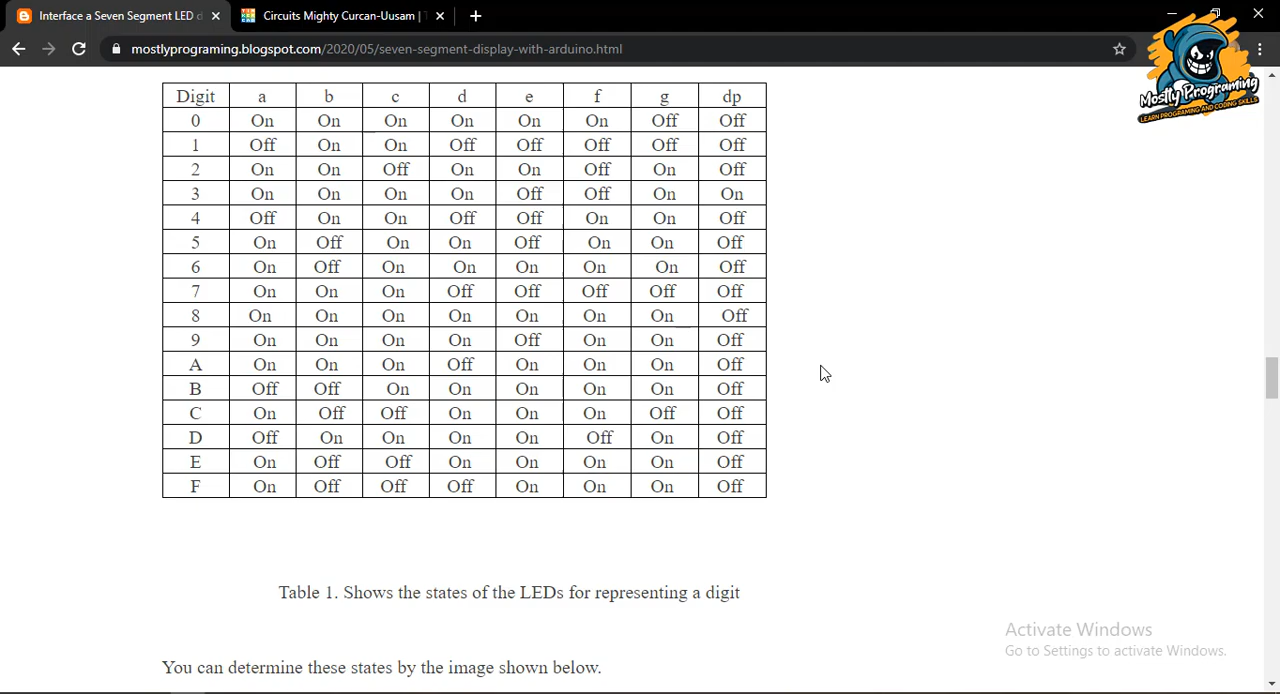 Interface a Seven Segment LED d
Circuits Mighty Curcan-Uusam | T
mostlyprograming.blogspot.com/2020/05/seven-segment-display-with-arduino.html
Mostly Programing
LEARN PROGRAMING AND CODING SKILLS
Digit a b c d e f g dp
0 On On On On On On Off Off
1 Off On On Off Off Off Off Off
2 On On Off On On Off On Off
3 On On On On Off Off On On
4 Off On On Off Off On On Off
5 On Off On On Off On On Off
6 On Off On On On On On Off
7 On On On Off Off Off Off Off
8 On On On On On On On Off
9 On On On On Off On On Off
A On On On Off On On On Off
B Off Off On On On On On Off
C On Off Off On On On Off Off
D Off On On On On Off On Off
E On Off Off On On On On Off
F On Off Off Off On On On Off
Table 1. Shows the states of the LEDs for representing a digit
You can determine these states by the image shown below.
Activate Windows
Go to Settings to activate Windows.